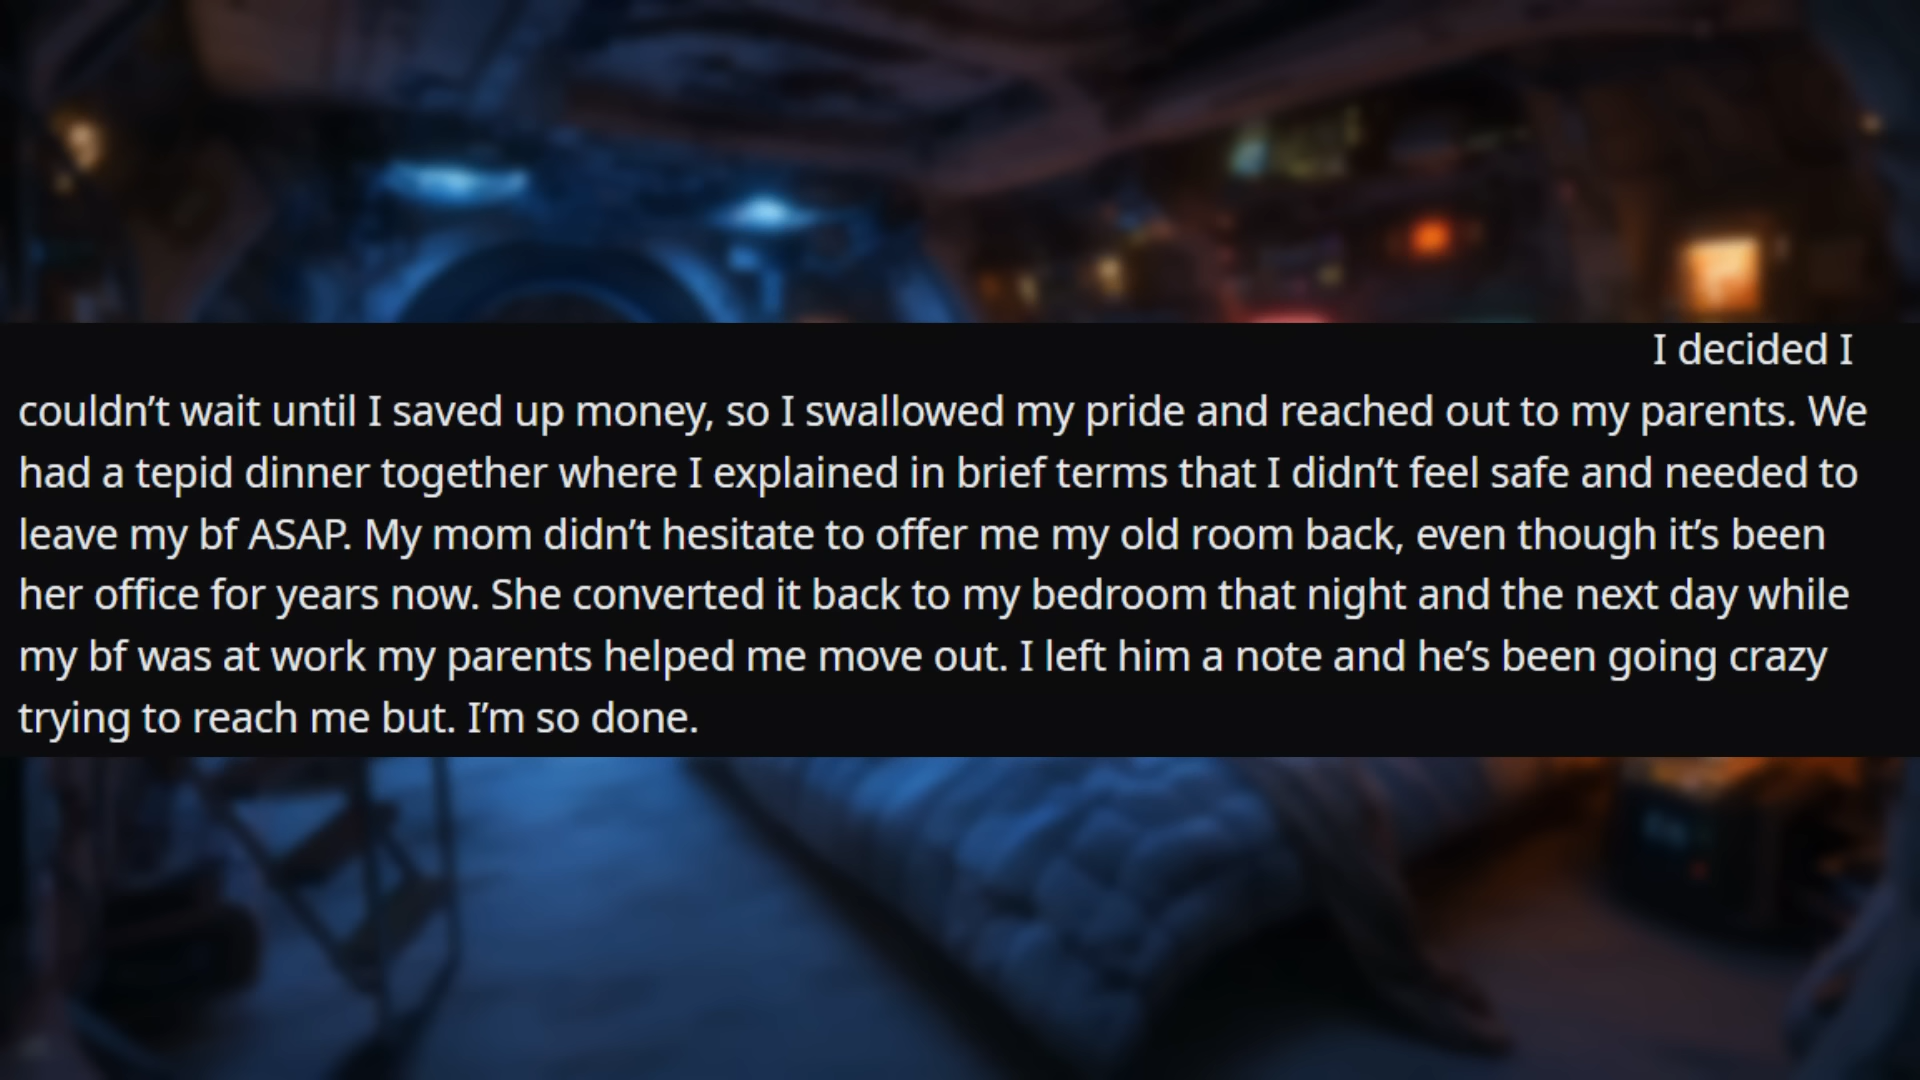 I decided I
couldn’t wait until I saved up money, so I swallowed my pride and reached out to my parents. We
had a tepid dinner together where I explained in brief terms that I didn’t feel safe and needed to
leave my bf ASAP. My mom didn’t hesitate to offer me my old room back, even though it’s been
her office for years now. She converted it back to my bedroom that night and the next day while
my bf was at work my parents helped me move out. I left him a note and he’s been going crazy
trying to reach me but. I’m so done.